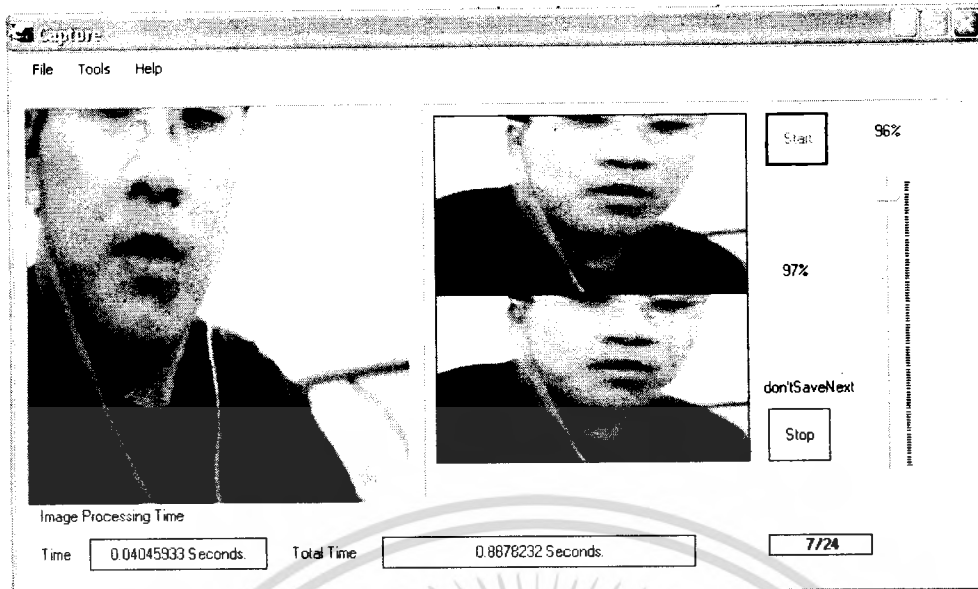 Capture
File Tools Help
Start
96%
97%
don'tSaveNext
Stop
Image Processing Time
Time 0.04045933 Seconds. Total Time 0.8878232 Seconds.
7/24